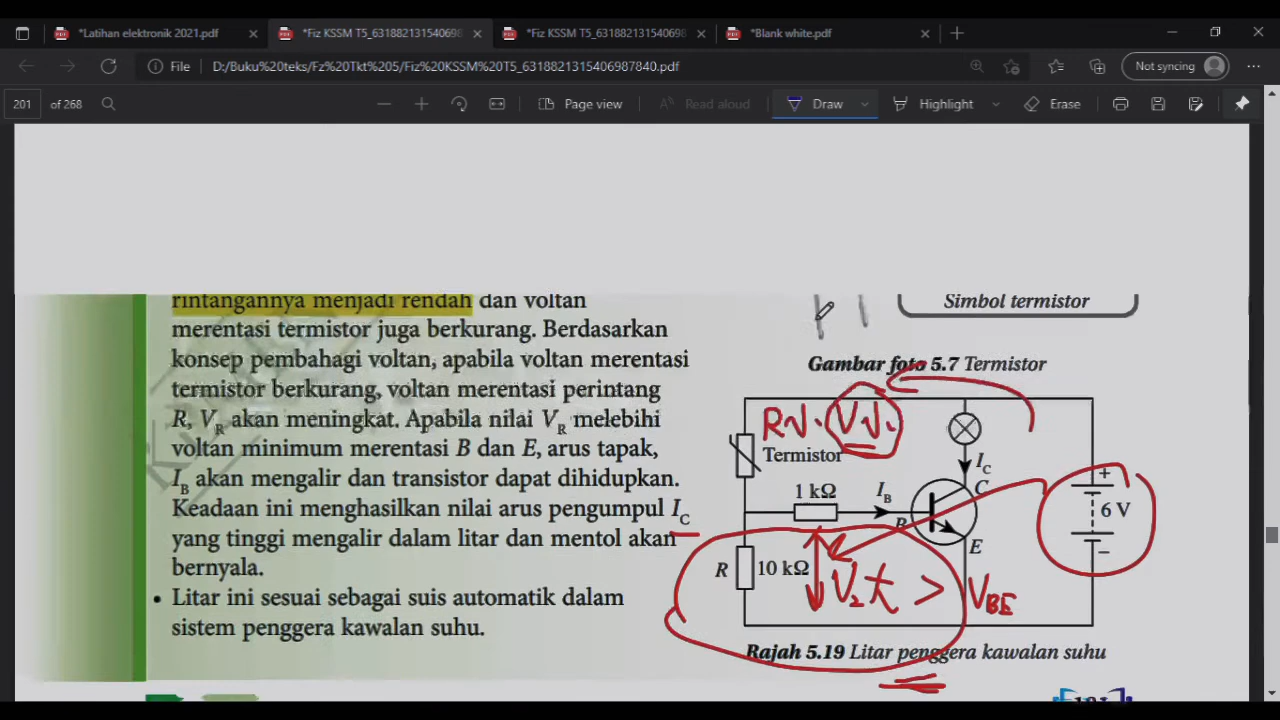 *Latihan elektronik 2021.pdf
*Fiz KSSM T5_631882131540698
*Fiz KSSM T5_631882131540698
*Blank white.pdf
File
D:/Buku%20teks/Fz%20Tkt%205/Fiz%20KSSM%20T5_6318821315406987840.pdf
Not syncing
201 of 268
Page view
Read aloud
Draw
Highlight
Erase
rintangannya menjadi rendah dan voltan
merentasi termistor juga berkurang. Berdasarkan
konsep pembahagi voltan, apabila voltan merentasi
termistor berkurang, voltan merentasi perintang
R, VR akan meningkat. Apabila nilai VR melebihi
voltan minimum merentasi B dan E, arus tapak,
IB akan mengalir dan transistor dapat dihidupkan.
Keadaan ini menghasilkan nilai arus pengumpul IC
yang tinggi mengalir dalam litar dan mentol akan
bernyala.
• Litar ini sesuai sebagai suis automatik dalam
sistem penggera kawalan suhu.
Simbol termistor
Gambar foto 5.7 Termistor
R↓. V↓.
Termistor
IC
1 kΩ
IB
C
B
E
+
6 V
−
R
10 kΩ
V2 ↑ > VBE
Rajah 5.19 Litar penggera kawalan suhu